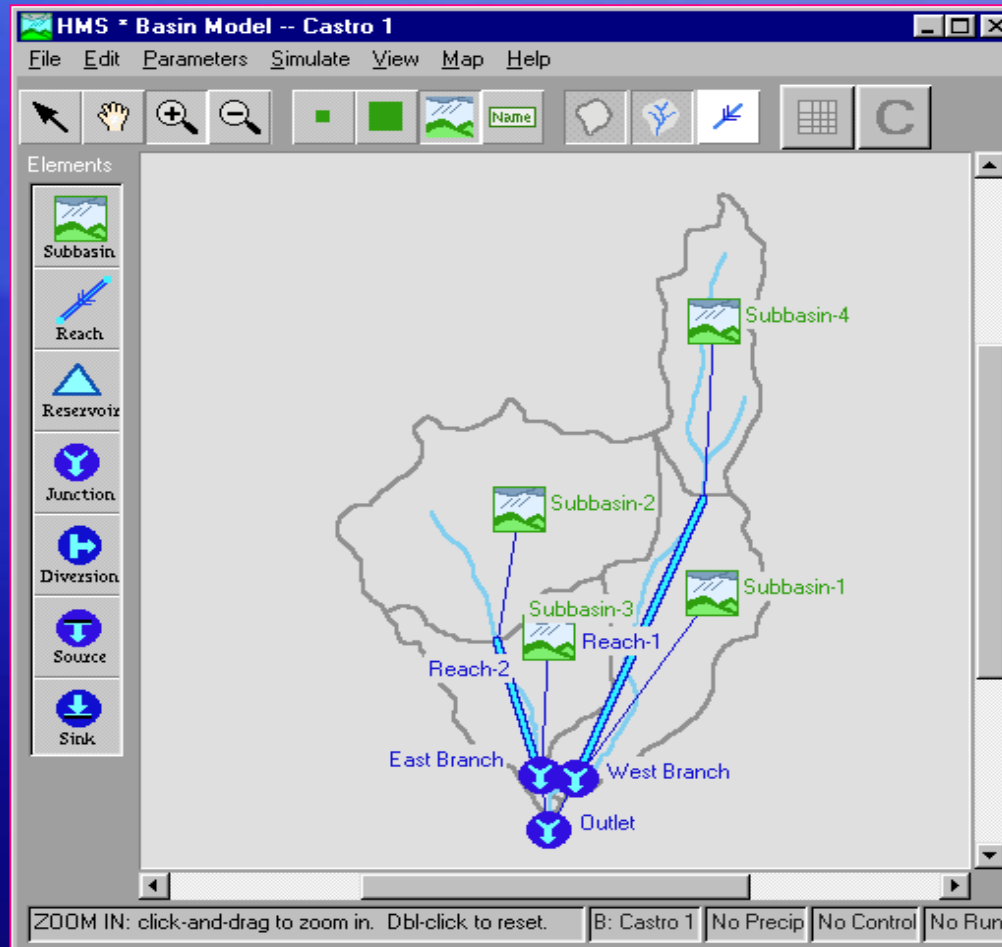 HMS * Basin Model -- Castro 1
File Edit Parameters Simulate View Map Help
Name
C
Elements
Subbasin
Reach
Reservoir
Junction
Diversion
Source
Sink
Subbasin-4
Subbasin-2
Subbasin-1
Subbasin-3
Reach-1
Reach-2
East Branch
West Branch
Outlet
ZOOM IN: click-and-drag to zoom in. Dbl-click to reset. B: Castro 1 No Precip No Control No Run